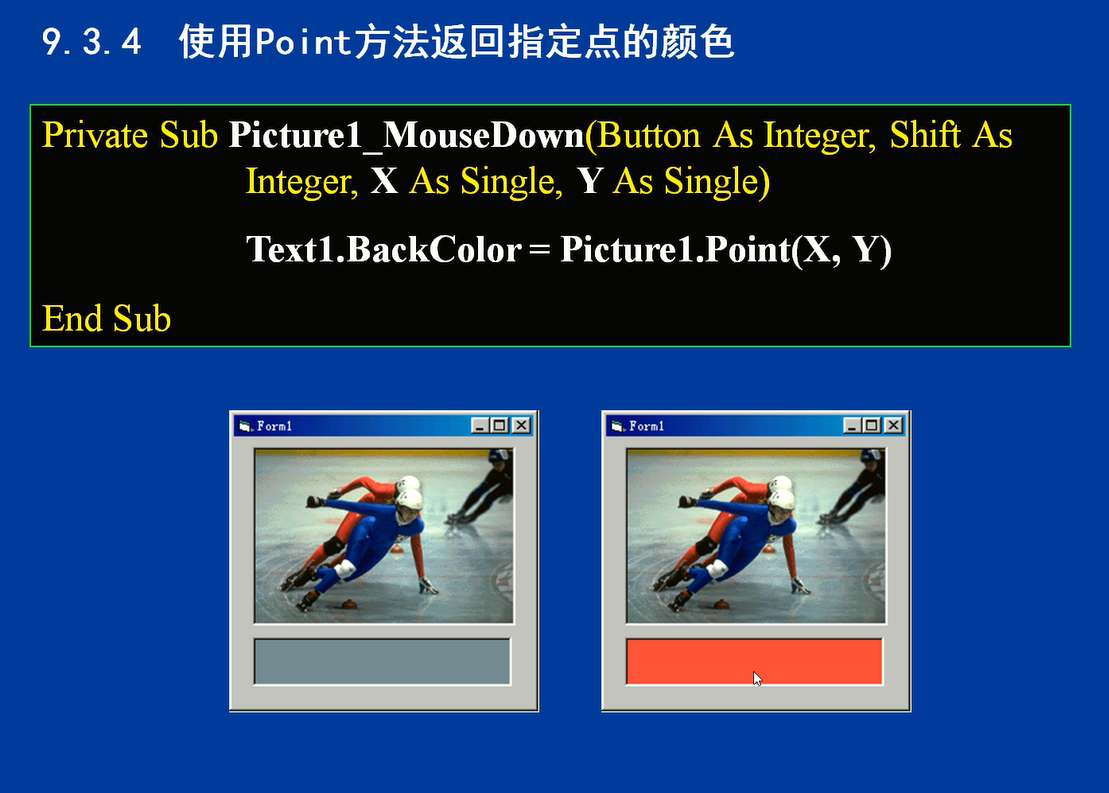 9.3.4 使用Point方法返回指定点的颜色
Private Sub Picture1_MouseDown(Button As Integer, Shift As
Integer, X As Single, Y As Single)
Text1.BackColor = Picture1.Point(X, Y)
End Sub
Form1
Form1